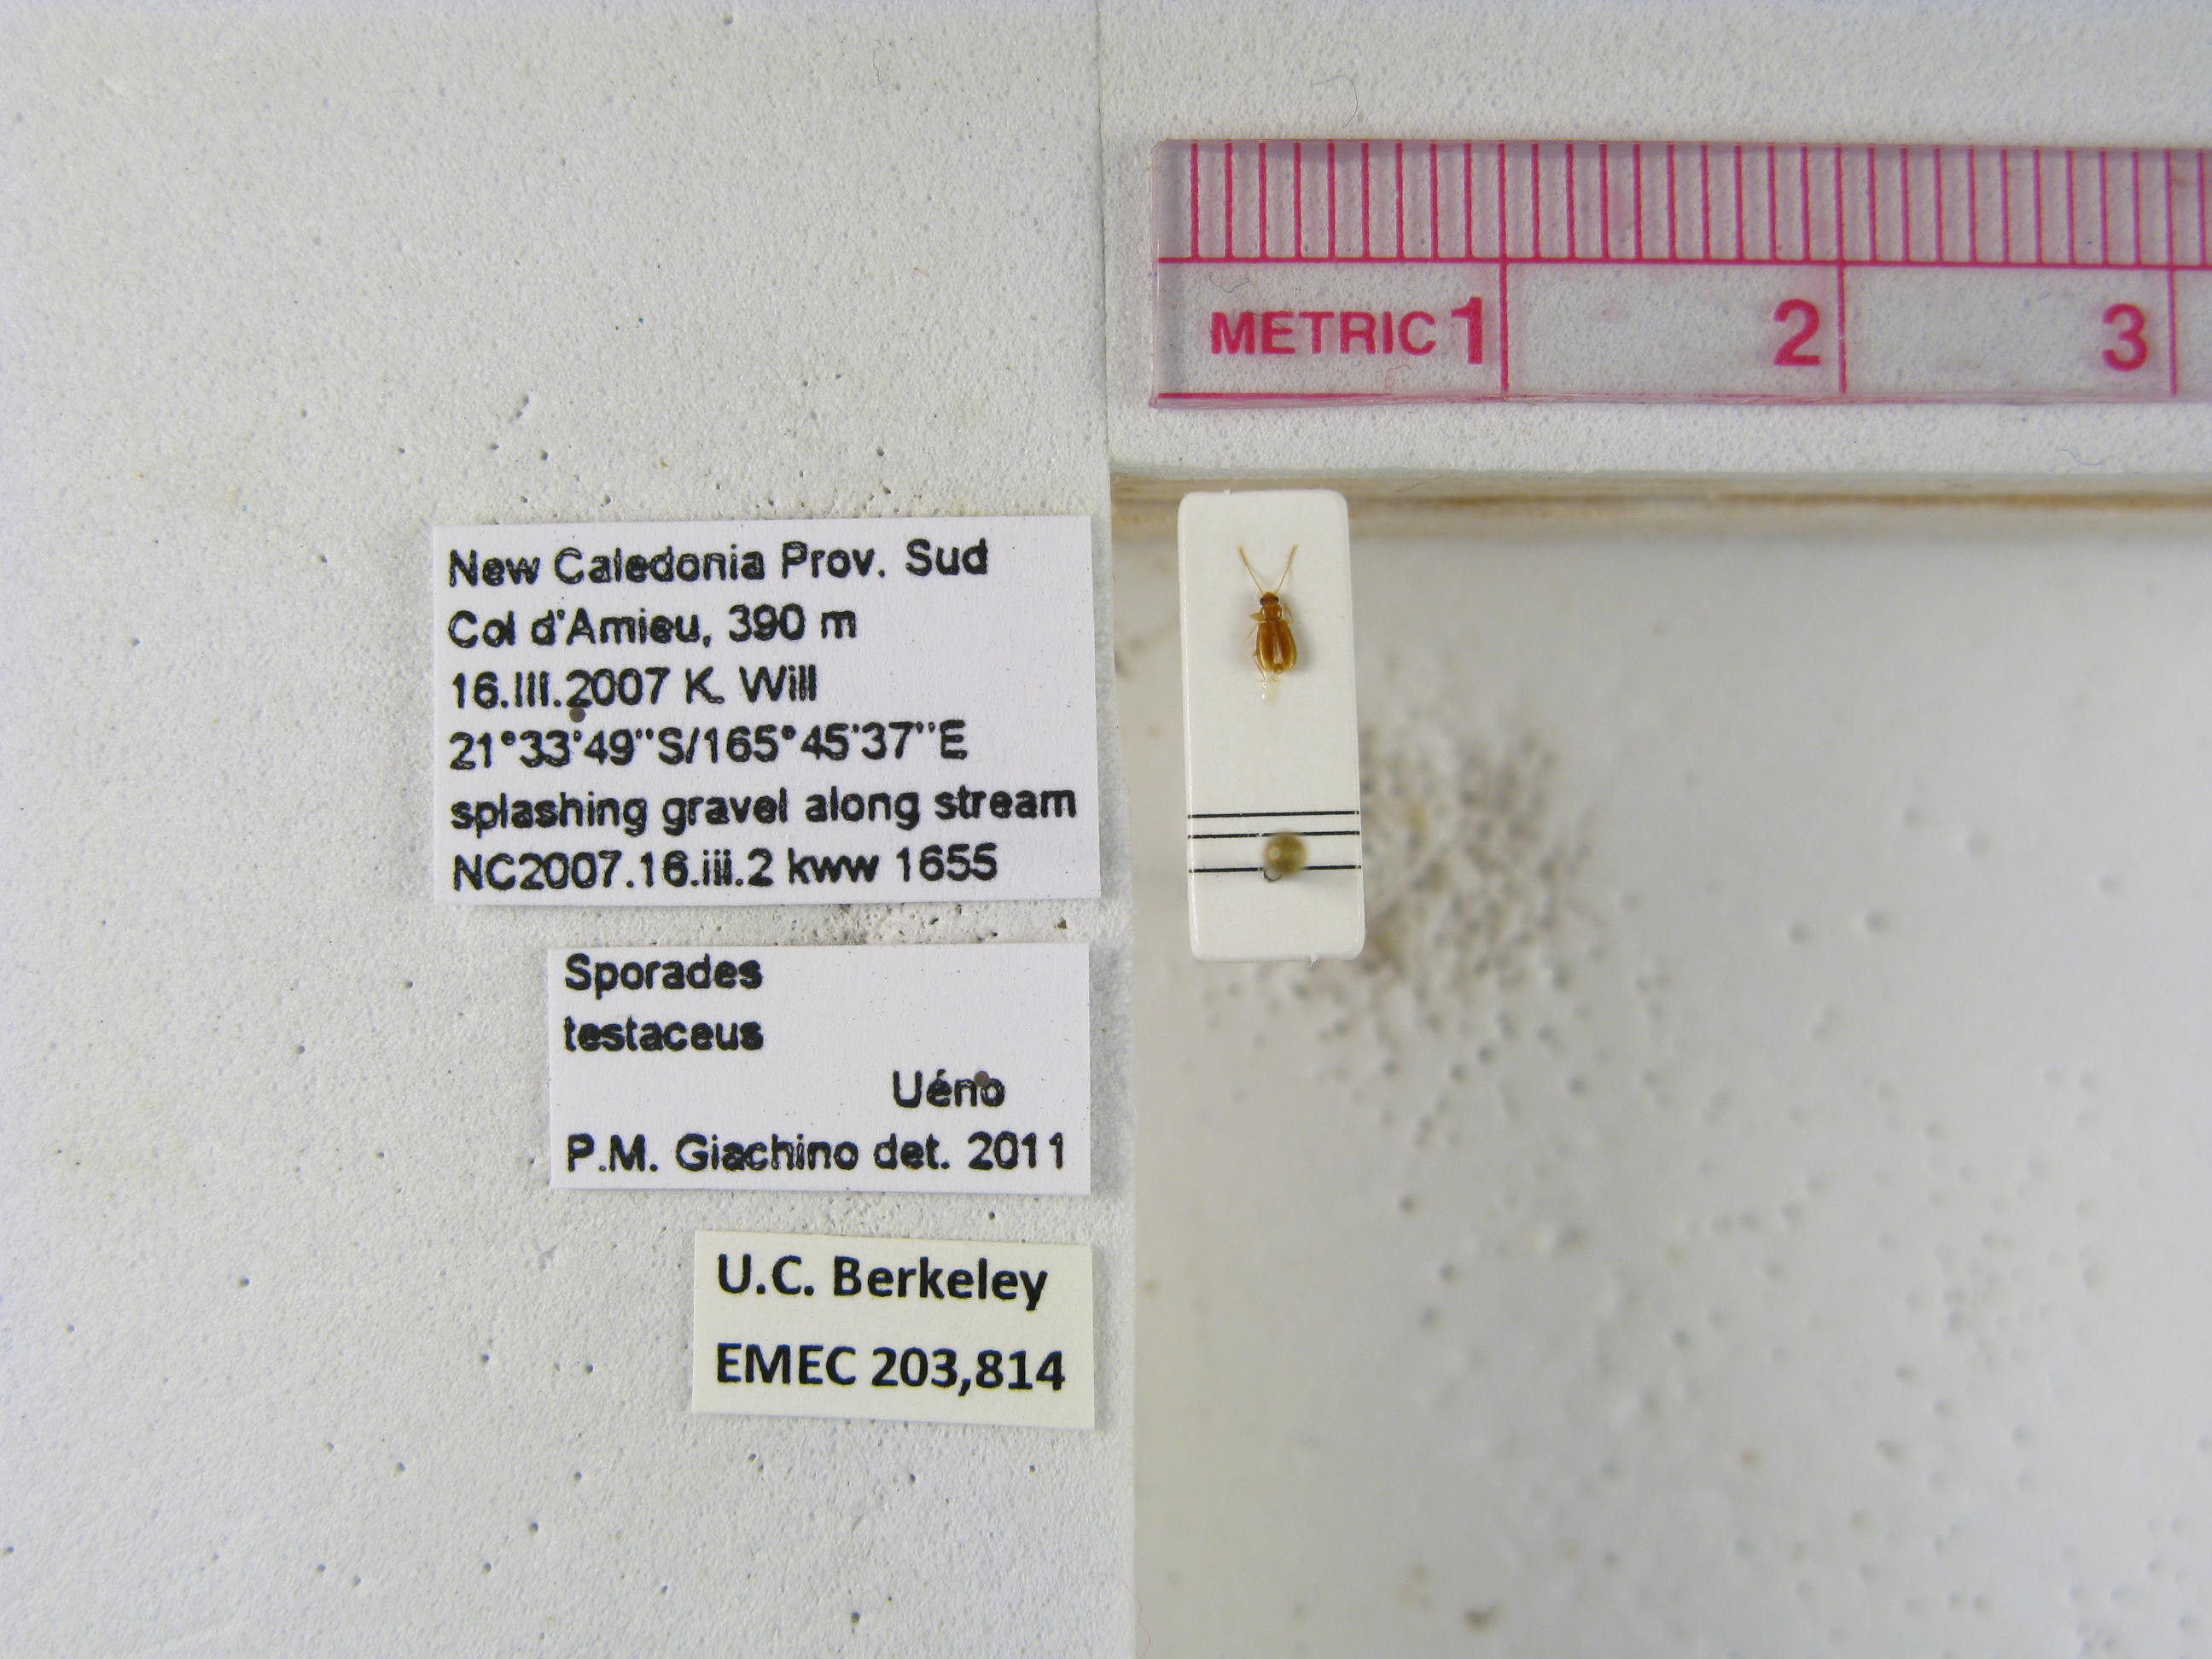 METRIC 1 2 3
New Caledonia Prov. Sud
Col d'Amieu, 390 m
16.III.2007 K. Will
21°33'49"S/165°45'37"E
splashing gravel along stream
NC2007.16.iii.2 kww 1655
Sporades
testaceus
Uéno
P.M. Giachino det. 2011
U.C. Berkeley
EMEC 203,814